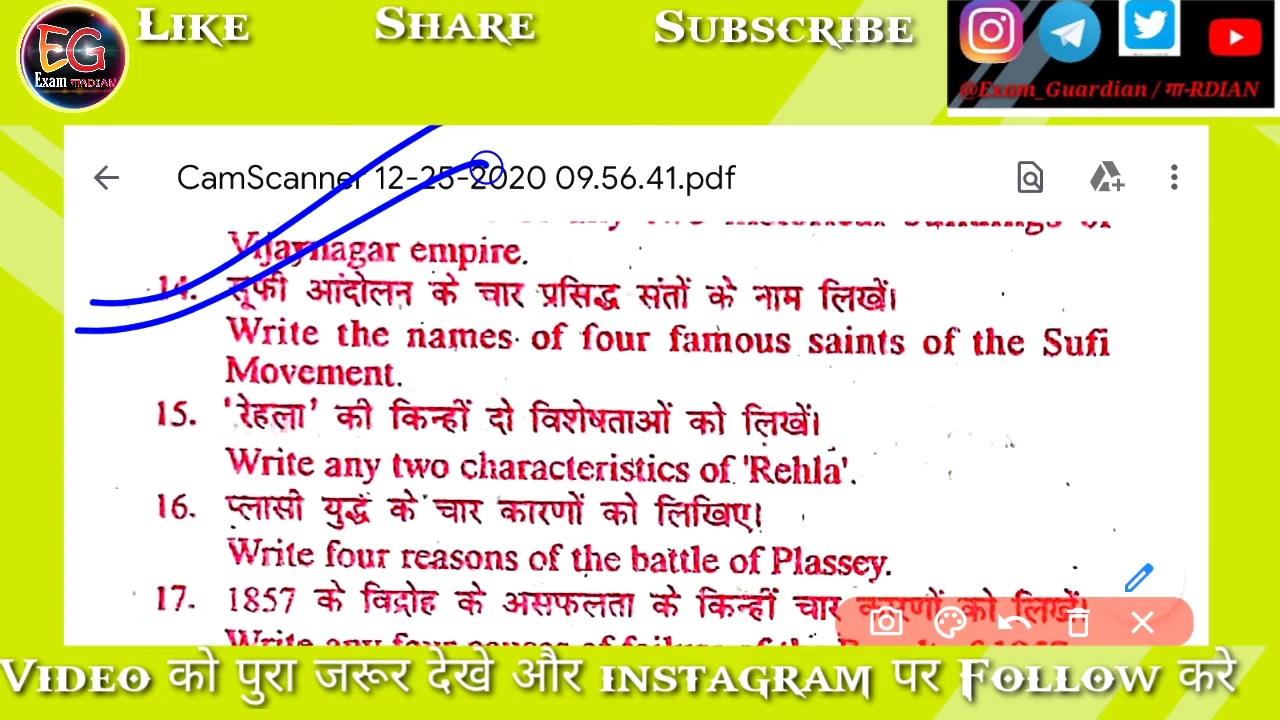 LIKE SHARE SUBSCRIBE
EG
Exam गाRDIAN
@Exam_Guardian / गा-RDIAN
CamScanner 12-25-2020 09.56.41.pdf
Vijaynagar empire.
14. सूफी आंदोलन के चार प्रसिद्ध संतों के नाम लिखें।
Write the names of four famous saints of the Sufi
Movement.
15. 'रेहला' की किन्हीं दो विशेषताओं को लिखें।
Write any two characteristics of 'Rehla'.
16. प्लासी युद्ध के चार कारणों को लिखिए।
Write four reasons of the battle of Plassey.
17. 1857 के विद्रोह के असफलता के किन्हीं चार कारणों को लिखें।
VIDEO को पुरा जरूर देखे और INSTAGRAM पर FOLLOW करे